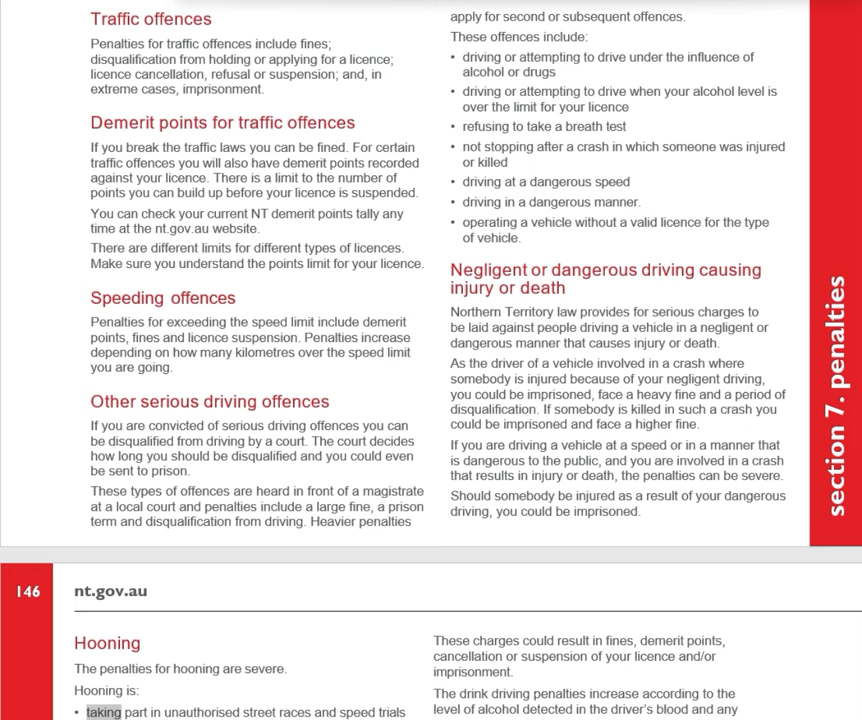 Traffic offences
Penalties for traffic offences include fines;
disqualification from holding or applying for a licence;
licence cancellation, refusal or suspension; and, in
extreme cases, imprisonment.
Demerit points for traffic offences
If you break the traffic laws you can be fined. For certain
traffic offences you will also have demerit points recorded
against your licence. There is a limit to the number of
points you can build up before your licence is suspended.
You can check your current NT demerit points tally any
time at the nt.gov.au website.
There are different limits for different types of licences.
Make sure you understand the points limit for your licence.
Speeding offences
Penalties for exceeding the speed limit include demerit
points, fines and licence suspension. Penalties increase
depending on how many kilometres over the speed limit
you are going.
Other serious driving offences
If you are convicted of serious driving offences you can
be disqualified from driving by a court. The court decides
how long you should be disqualified and you could even
be sent to prison.
These types of offences are heard in front of a magistrate
at a local court and penalties include a large fine, a prison
term and disqualification from driving. Heavier penalties
apply for second or subsequent offences.
These offences include:
• driving or attempting to drive under the influence of
alcohol or drugs
• driving or attempting to drive when your alcohol level is
over the limit for your licence
• refusing to take a breath test
• not stopping after a crash in which someone was injured
or killed
• driving at a dangerous speed
• driving in a dangerous manner.
• operating a vehicle without a valid licence for the type
of vehicle.
Negligent or dangerous driving causing
injury or death
Northern Territory law provides for serious charges to
be laid against people driving a vehicle in a negligent or
dangerous manner that causes injury or death.
As the driver of a vehicle involved in a crash where
somebody is injured because of your negligent driving,
you could be imprisoned, face a heavy fine and a period of
disqualification. If somebody is killed in such a crash you
could be imprisoned and face a higher fine.
If you are driving a vehicle at a speed or in a manner that
is dangerous to the public, and you are involved in a crash
that results in injury or death, the penalties can be severe.
Should somebody be injured as a result of your dangerous
driving, you could be imprisoned.
section 7. penalties
146
nt.gov.au
Hooning
The penalties for hooning are severe.
Hooning is:
• taking part in unauthorised street races and speed trials
These charges could result in fines, demerit points,
cancellation or suspension of your licence and/or
imprisonment.
The drink driving penalties increase according to the
level of alcohol detected in the driver's blood and any